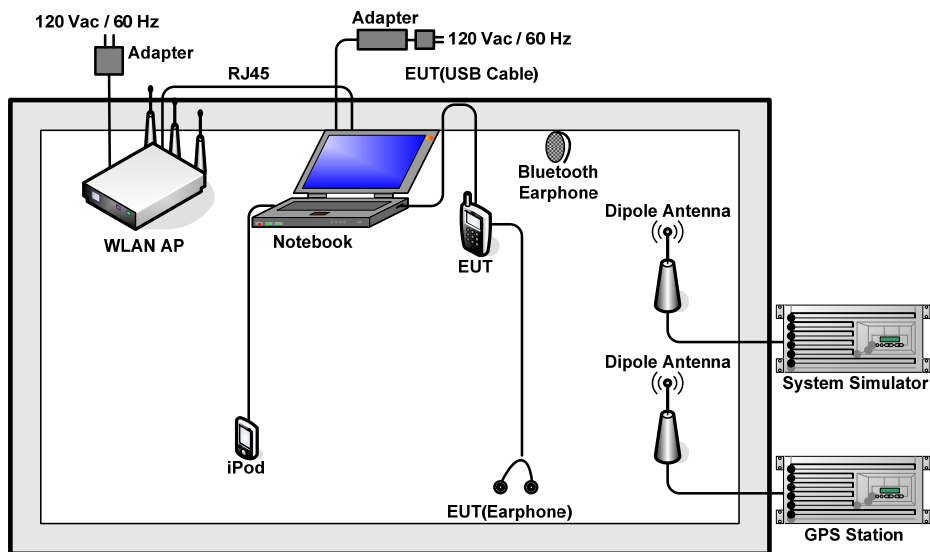 Adapter
120 Vac / 60 Hz
Adapter
120 Vac / 60 Hz
RJ45
EUT(USB Cable)
Bluetooth
Earphone
Dipole Antenna
WLAN AP
Notebook
EUT
Dipole Antenna
System Simulator
iPod
EUT(Earphone)
GPS Station